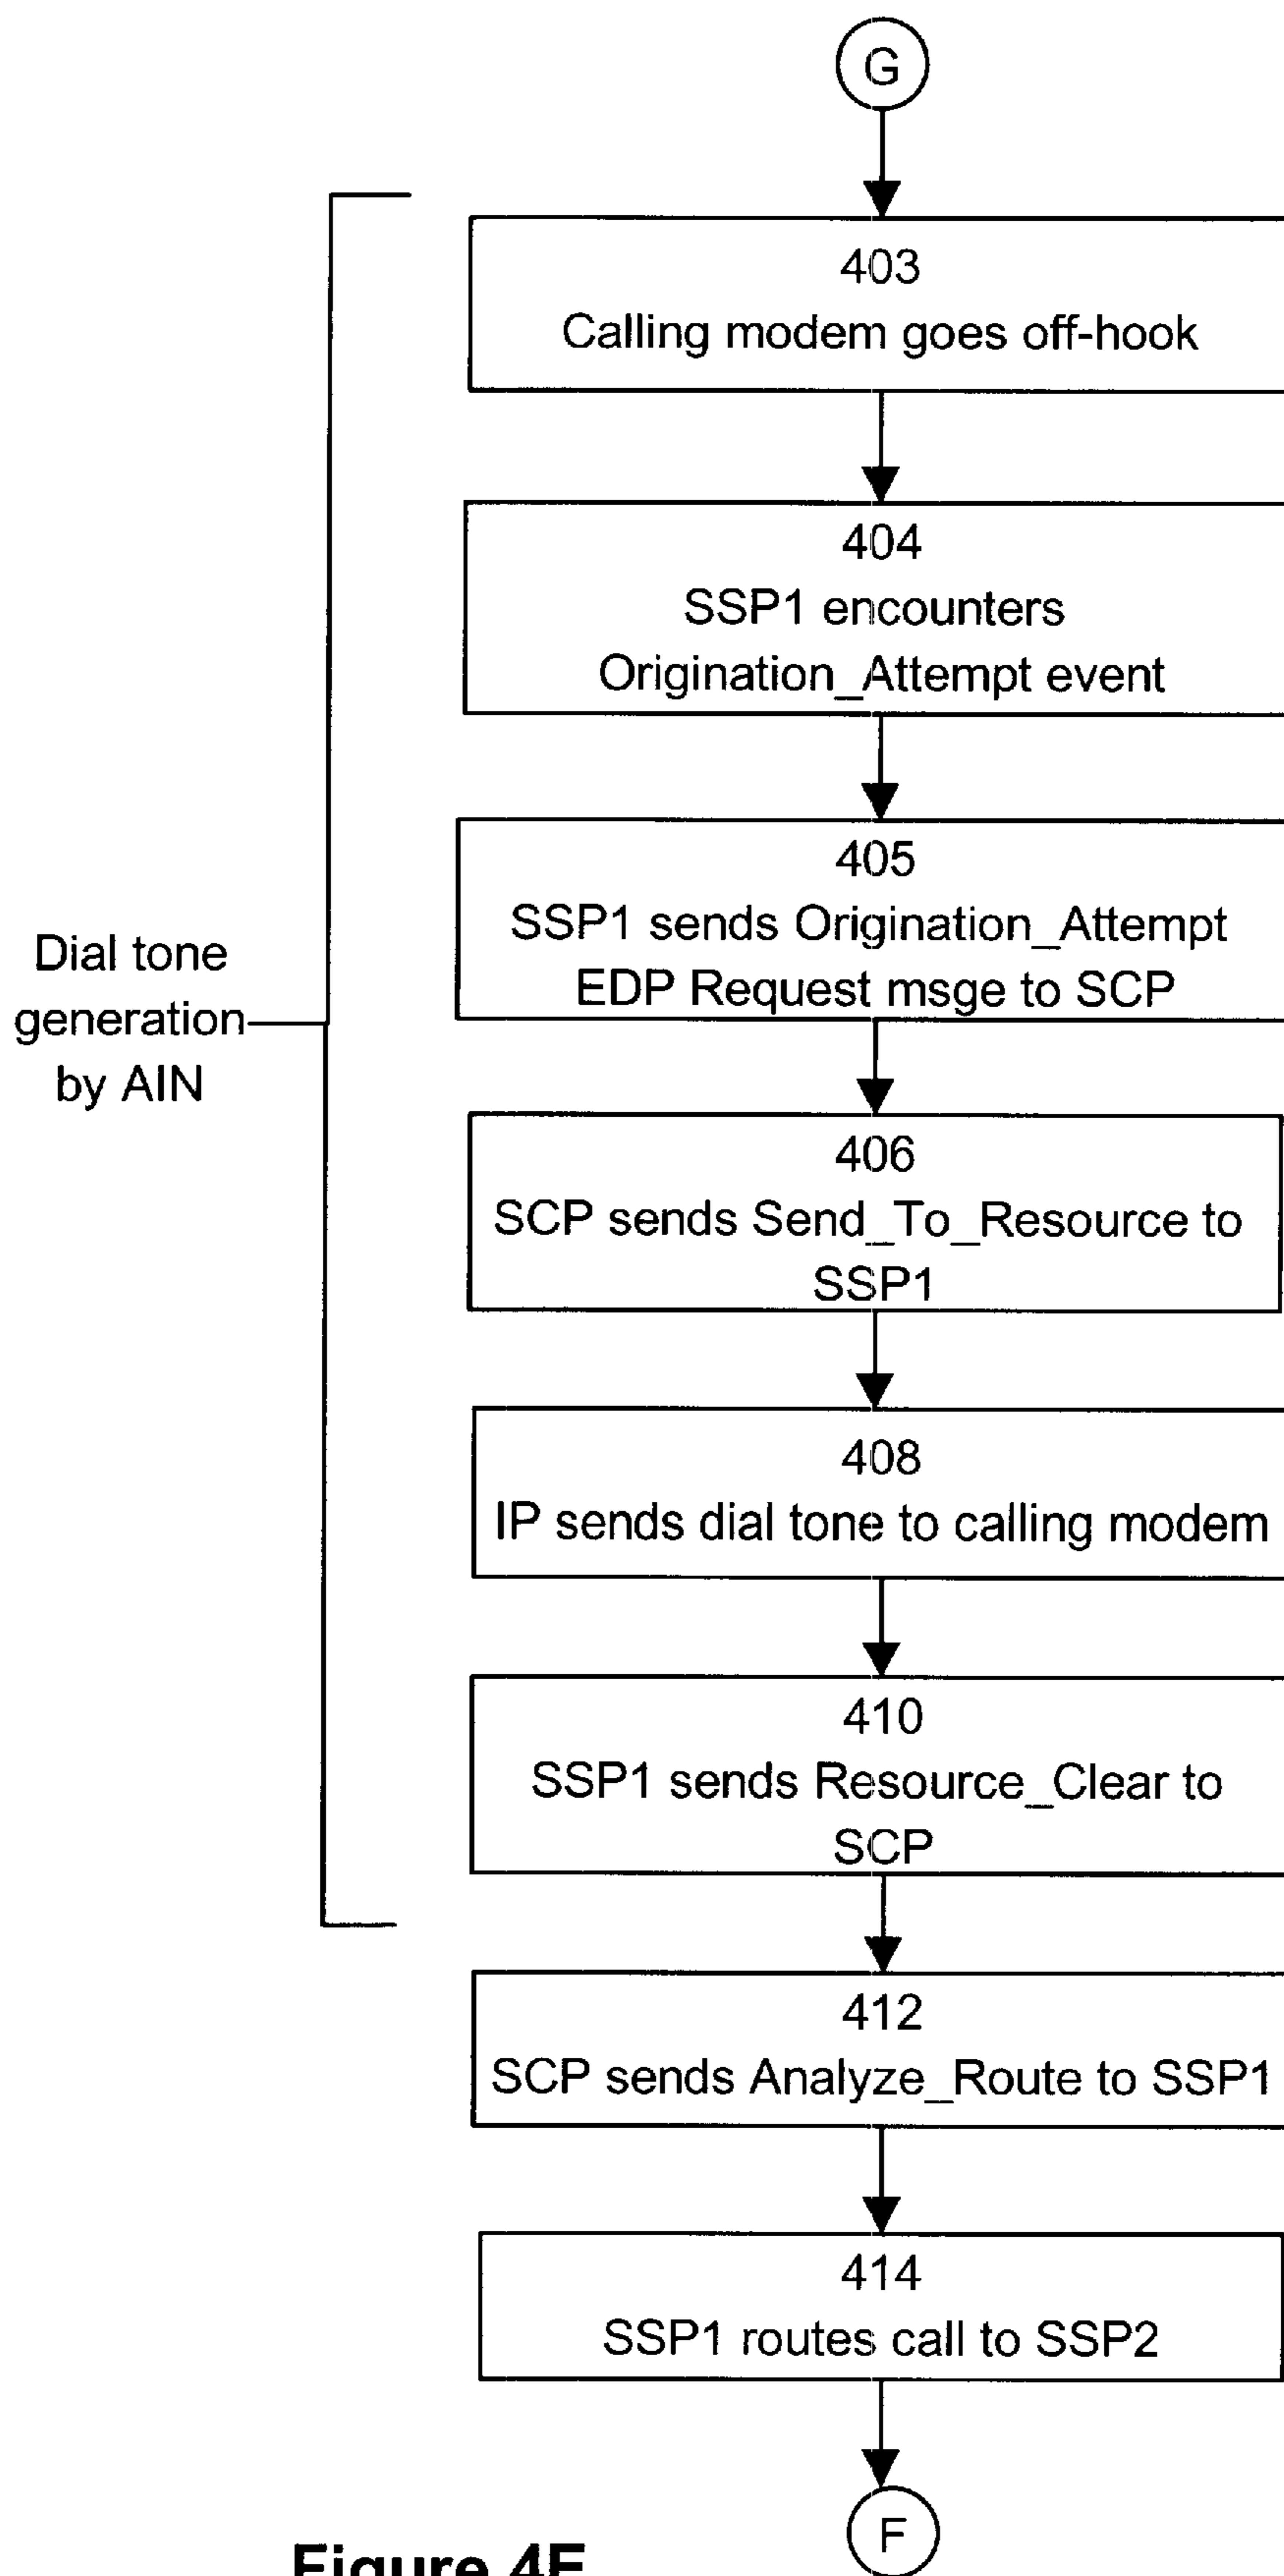 G
403
Calling modem goes off-hook
404
SSP1 encounters
Origination_Attempt event
405
SSP1 sends Origination_Attempt
EDP Request msge to SCP
Dial tone
generation
by AIN
406
SCP sends Send_To_Resource to
SSP1
408
IP sends dial tone to calling modem
410
SSP1 sends Resource_Clear to
SCP
412
SCP sends Analyze_Route to SSP1
414
SSP1 routes call to SSP2
F
Figure